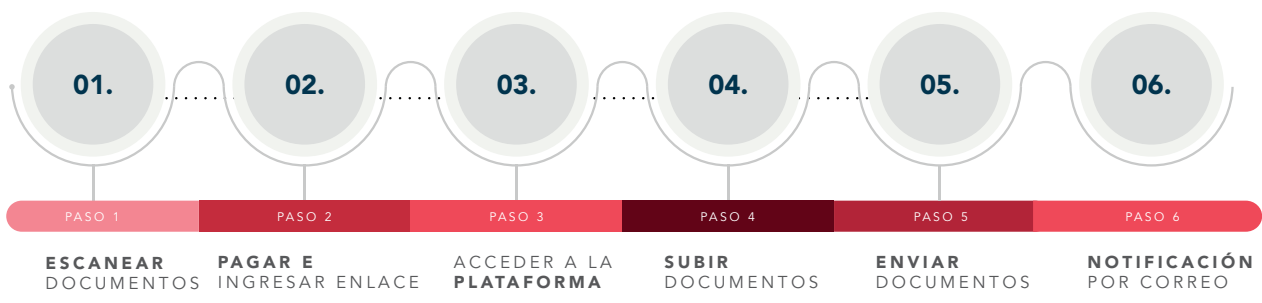 01.
02.
03.
04.
05.
06.
PASO 1
PASO 2
PASO 3
PASO 4
PASO 5
PASO 6
ESCANEAR
DOCUMENTOS
PAGAR E
INGRESAR ENLACE
ACCEDER A LA
PLATAFORMA
SUBIR
DOCUMENTOS
ENVIAR
DOCUMENTOS
NOTIFICACIÓN
POR CORREO